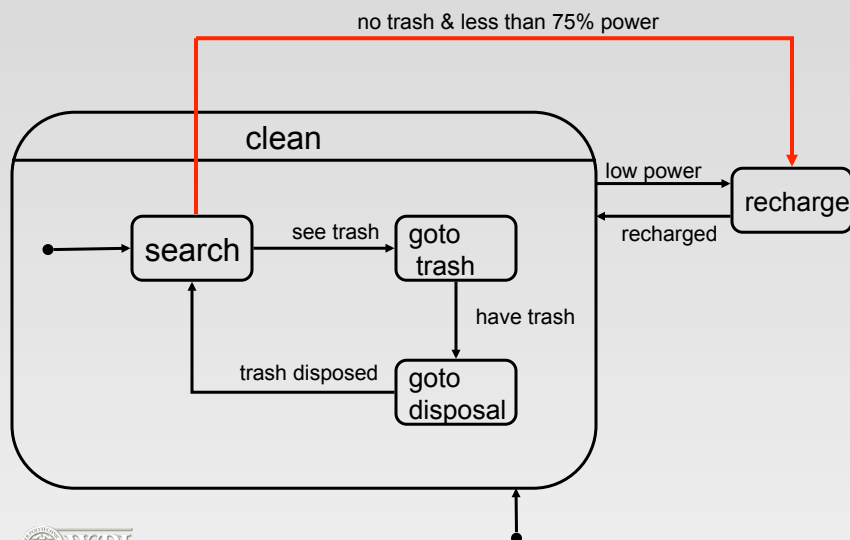 no trash & less than 75% power
clean
low power
recharge
recharged
search
see trash
goto
trash
have trash
trash disposed
goto
disposal